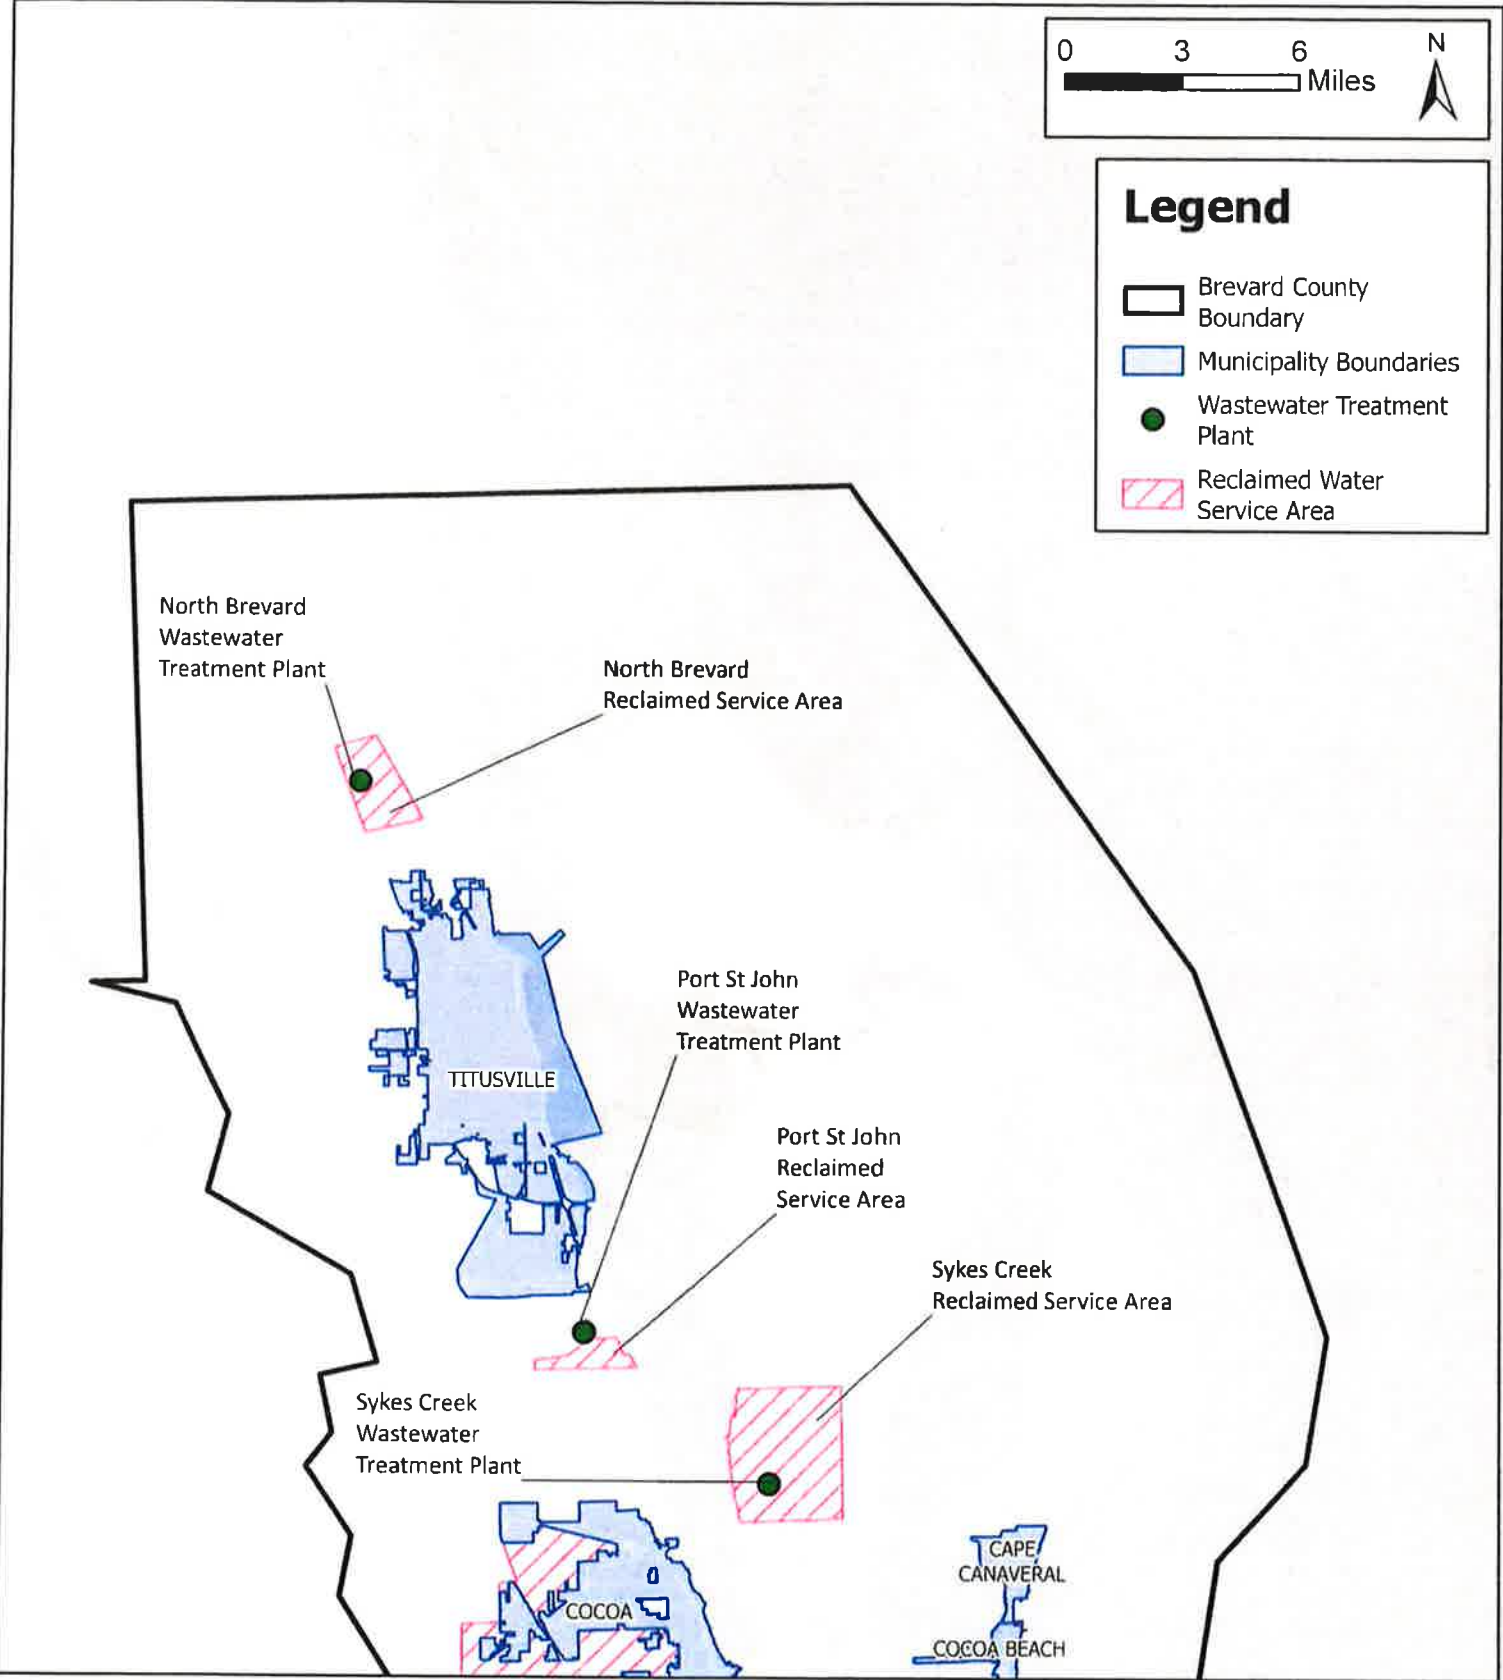 0 3 6
Miles
N
Legend
Brevard County
Boundary
Municipality Boundaries
Wastewater Treatment
Plant
Reclaimed Water
Service Area
North Brevard
Wastewater
Treatment Plant
North Brevard
Reclaimed Service Area
Port St John
Wastewater
Treatment Plant
TITUSVILLE
Port St John
Reclaimed
Service Area
Sykes Creek
Reclaimed Service Area
Sykes Creek
Wastewater
Treatment Plant
CAPE
CANAVERAL
COCOA
COCOA BEACH